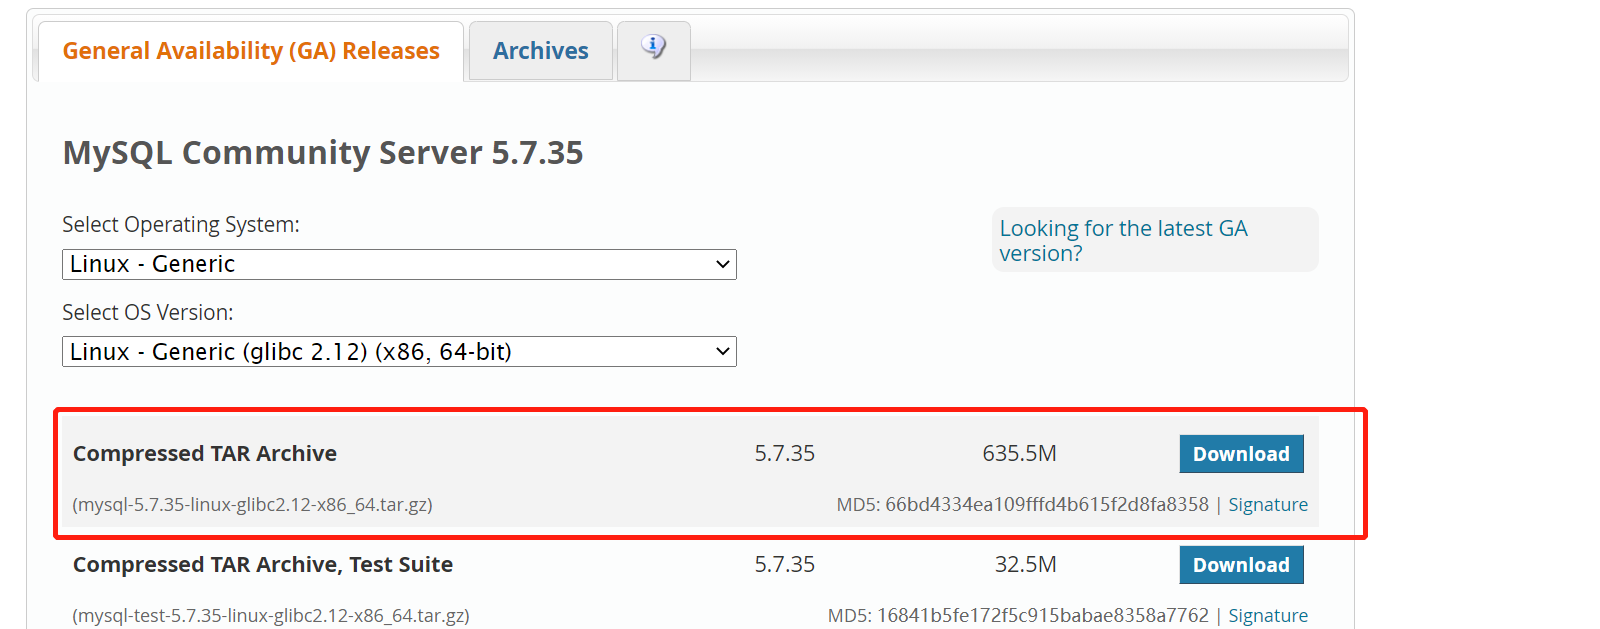 General Availability (GA) Releases
Archives
MySQL Community Server 5.7.35
Select Operating System:
Looking for the latest GA
version?
Linux - Generic
Select OS Version:
Linux - Generic (glibc 2.12) (x86, 64-bit)
Compressed TAR Archive 5.7.35 635.5M Download
(mysql-5.7.35-linux-glibc2.12-x86_64.tar.gz) MD5: 66bd4334ea109fffd4b615f2d8fa8358 | Signature
Compressed TAR Archive, Test Suite 5.7.35 32.5M Download
(mysql-test-5.7.35-linux-glibc2.12-x86_64.tar.gz) MD5: 16841b5fe172f5c915babae8358a7762 | Signature